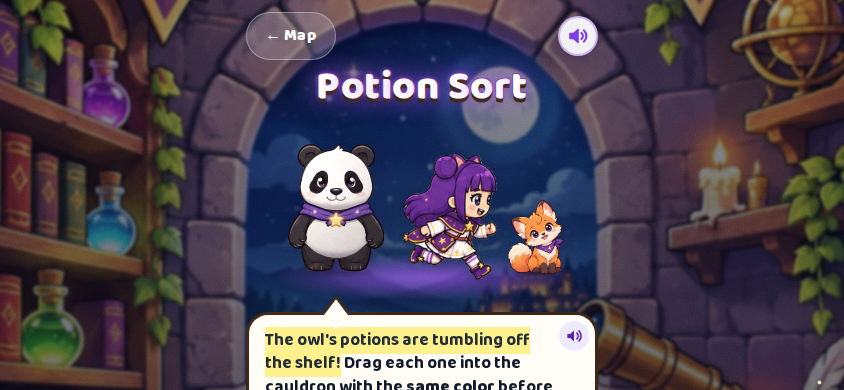 ← Map
Potion Sort
The owl's potions are tumbling off
the shelf! Drag each one into the
cauldron with the same color before